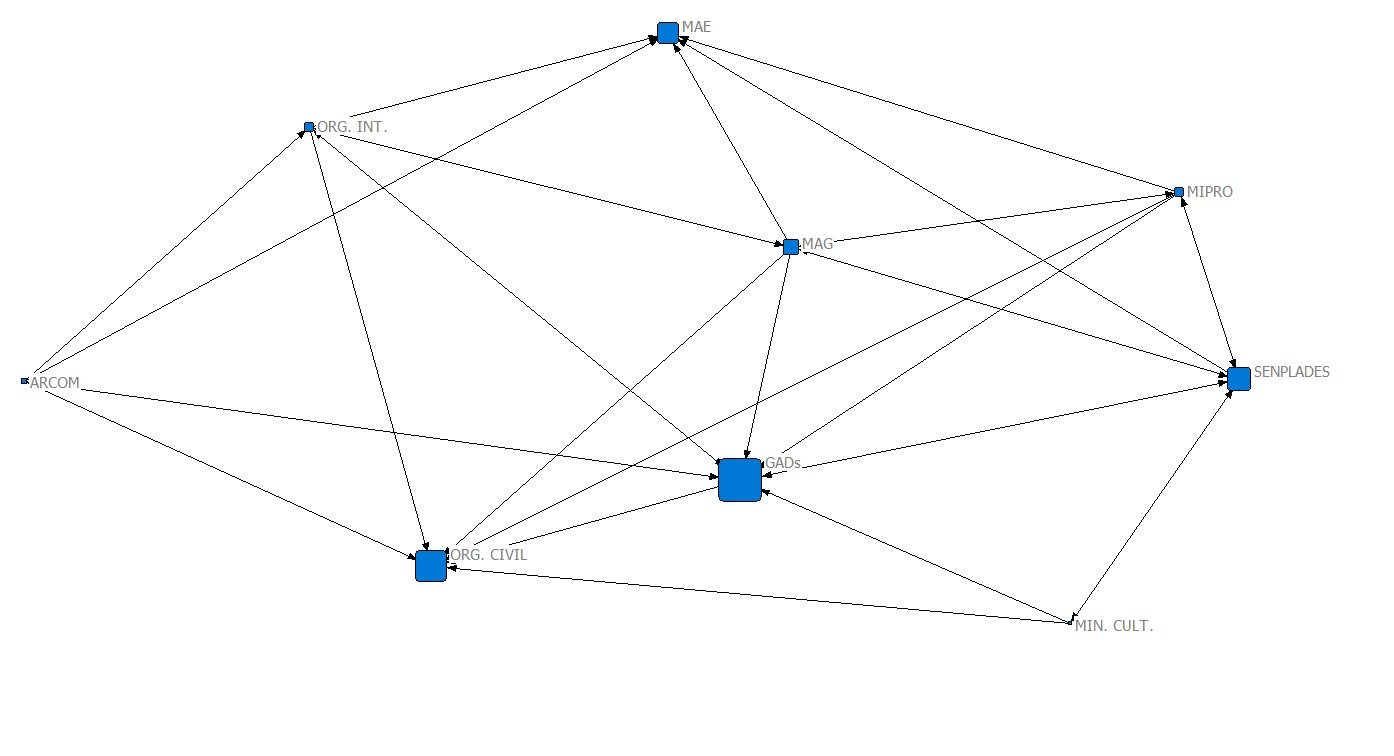 MAE
ORG. INT.
MIPRO
MAG
SENPLADES
ARCOM
GADs
ORG. CIVIL
MIN. CULT.